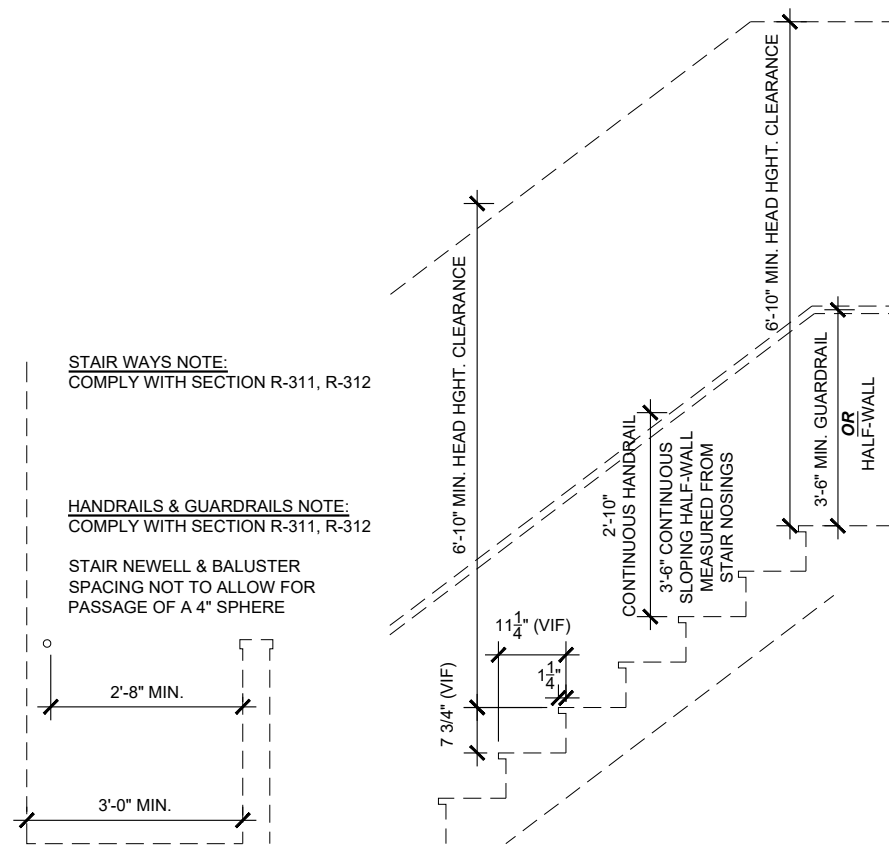 STAIR WAYS NOTE:
COMPLY WITH SECTION R-311, R-312
HANDRAILS & GUARDRAILS NOTE:
COMPLY WITH SECTION R-311, R-312
STAIR NEWELL & BALUSTER
SPACING NOT TO ALLOW FOR
PASSAGE OF A 4" SPHERE
2'-8" MIN.
3'-0" MIN.
6'-10" MIN. HEAD HGHT. CLEARANCE
7 3/4" (VIF)
11 1/4" (VIF)
1 1/4"
2'-10"
CONTINUOUS HANDRAIL
3'-6" CONTINUOUS
SLOPING HALF-WALL
MEASURED FROM
STAIR NOSINGS
6'-10" MIN. HEAD HGHT. CLEARANCE
3'-6" MIN. GUARDRAIL
OR
HALF-WALL